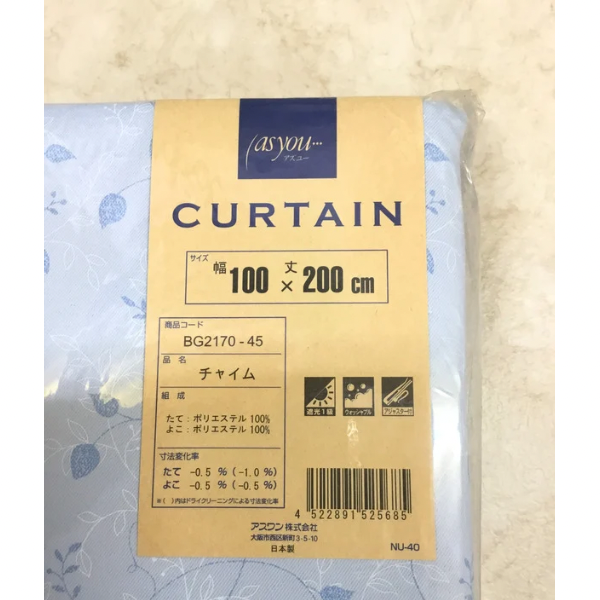 as you...
アスユー
CURTAIN
サイズ
幅 丈
100 × 200 cm
商品コード
BG2170 - 45
品名
チャイム
組成
たて : ポリエステル 100%
よこ : ポリエステル 100%
遮光1級 ウォッシャブル アジャスター付
寸法変化率
たて -0.5 % (-1.0 %)
よこ -0.5 % (-0.5 %)
※( )内はドライクリーニングによる寸法変化率
4 522891 525685
アスワン株式会社
大阪市西区新町3-5-10
日本製
NU-40